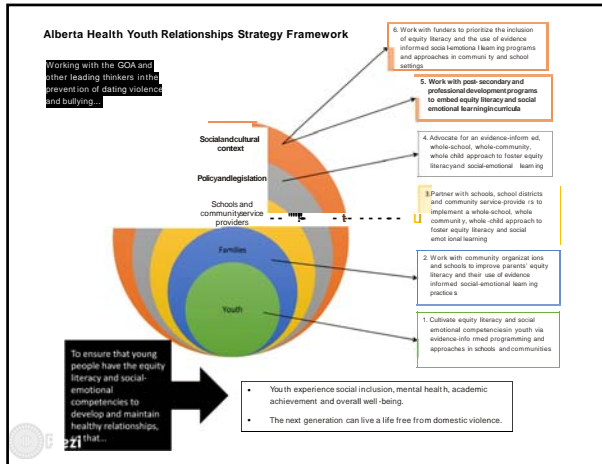 Alberta Health Youth Relationships Strategy Framework
Working with the GOA and
other leading thinkers inthe
prevention of dating violence
and bullying...
6. Work with funders to prioritize the inclusion
of equity literacy and the use of evidence
informed social-emotional learning programs
and approaches in community and school
settings
5. Work with post-secondary and
professional development programs
to embed equity literacy and social
emotional learningin curricula
4. Advocate for an evidence-inform ed,
whole-school, whole-community,
whole child approach to foster equity
literacyand social-emotional learning
3.Partner with schools, school districts
and community service-provide rs to
implement a whole-school, whole
community, whole-child approach to
foster equity literacy and social
emot ional learning
2. Work with community organizat ions
and schools to improve parents' equity
literacy and their use of evidence
informed social-emotional learning
practice s
1. Cultivate equity literacy and social
emotional competenciesin youth via
evidence-info rmed programming and
approaches in schools and communities
Socialandcultural
context
Policyandlegislation
Schools and
communityservice
providers
Families
Youth
To ensure that young
people have the equity
literacy and social-
emotional
competencies to
develop and maintain
healthy relationships,
so that...
• Youth experience social inclusion, mental health, academic
achievement and overall well-being.
• The next generation can live a life free from domestic violence.
Prezi